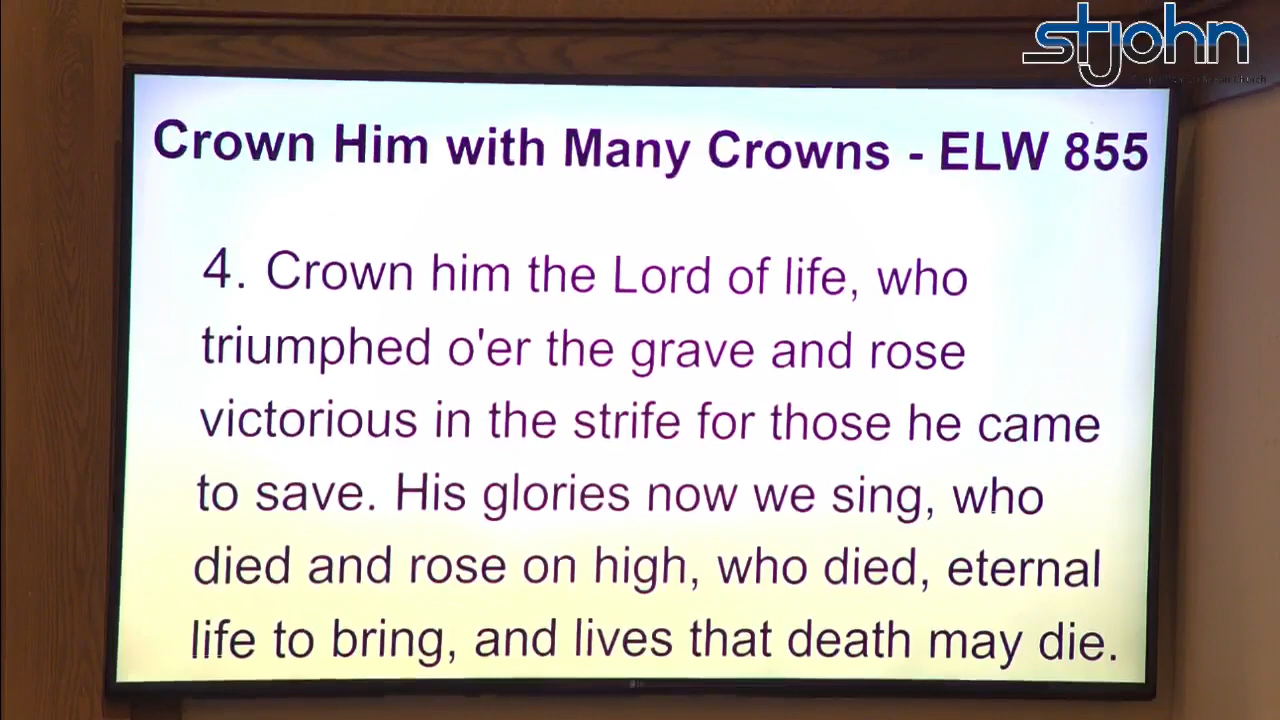 stjohn
Crown Him with Many Crowns - ELW 855
4. Crown him the Lord of life, who
triumphed o'er the grave and rose
victorious in the strife for those he came
to save. His glories now we sing, who
died and rose on high, who died, eternal
life to bring, and lives that death may die.